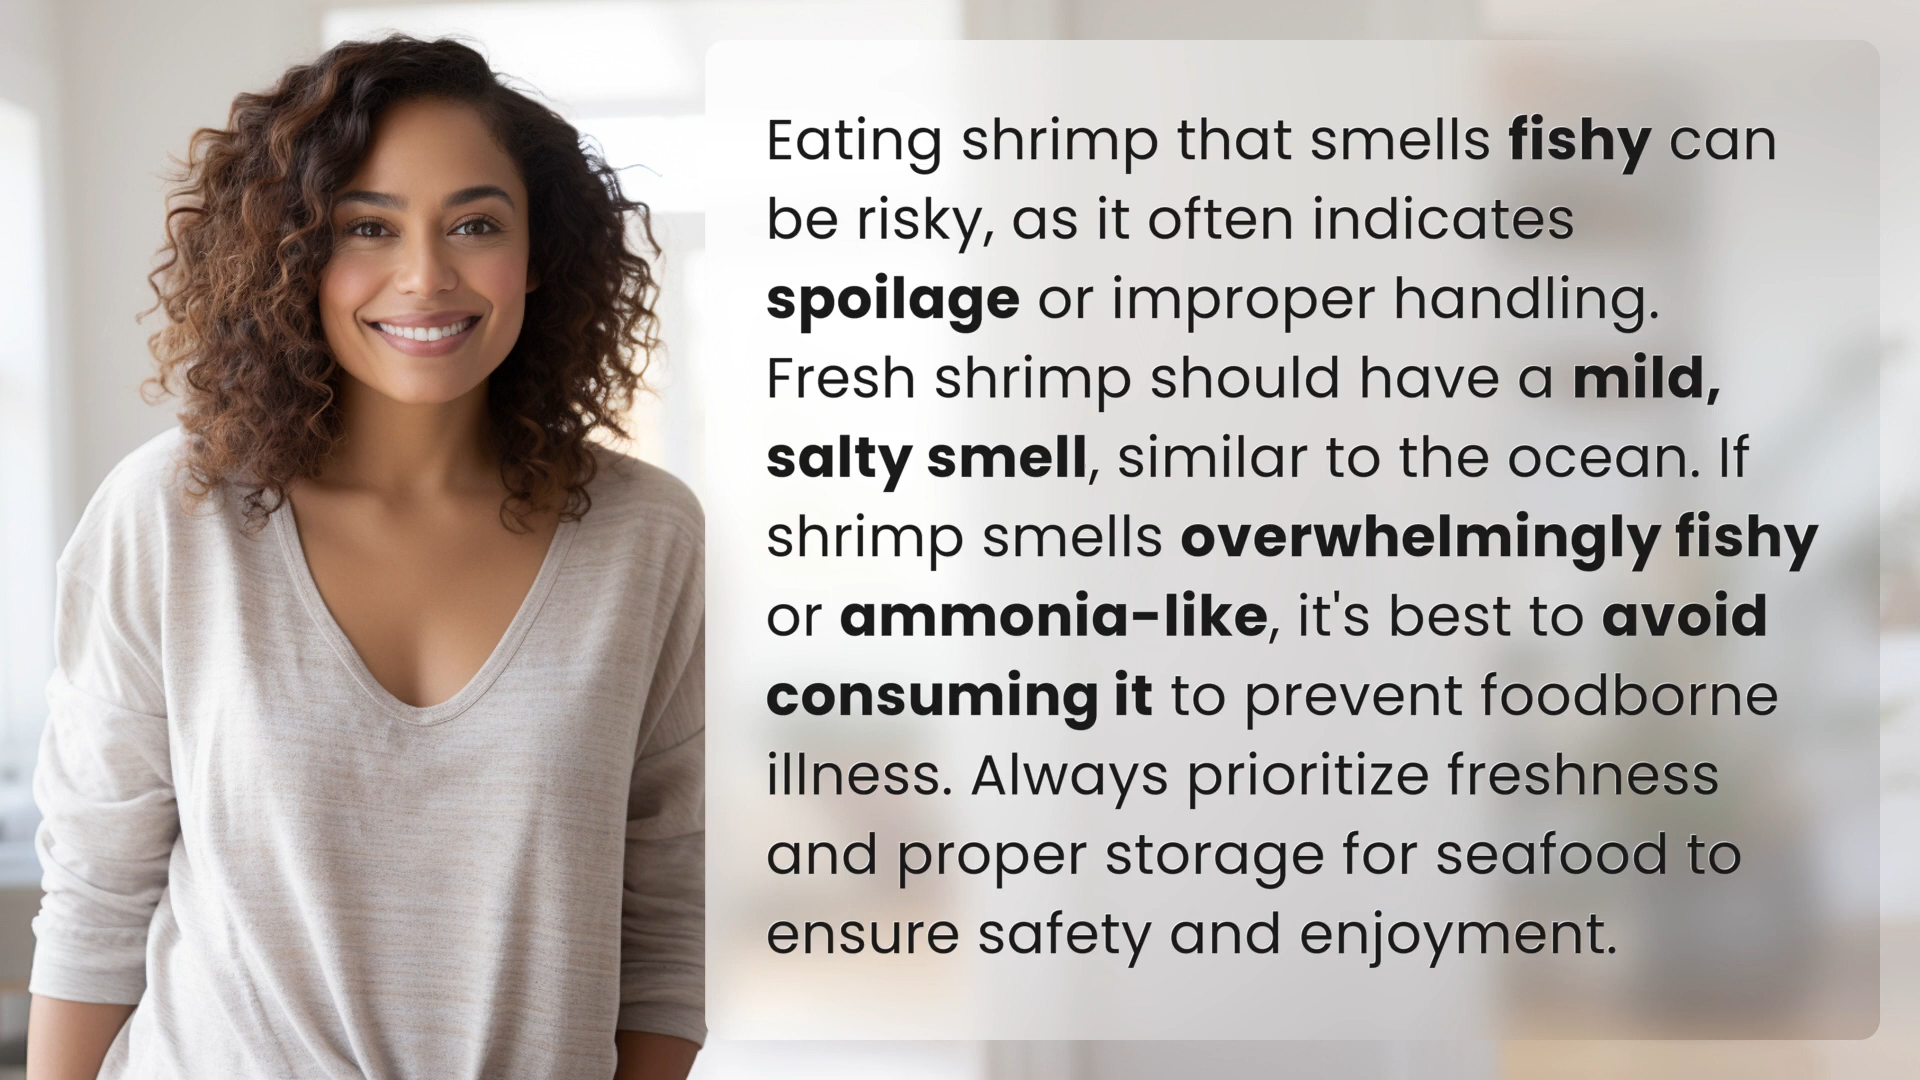 Eating shrimp that smells fishy can
be risky, as it often indicates
spoilage or improper handling.
Fresh shrimp should have a mild,
salty smell, similar to the ocean. If
shrimp smells overwhelmingly fishy
or ammonia-like, it's best to avoid
consuming it to prevent foodborne
illness. Always prioritize freshness
and proper storage for seafood to
ensure safety and enjoyment.